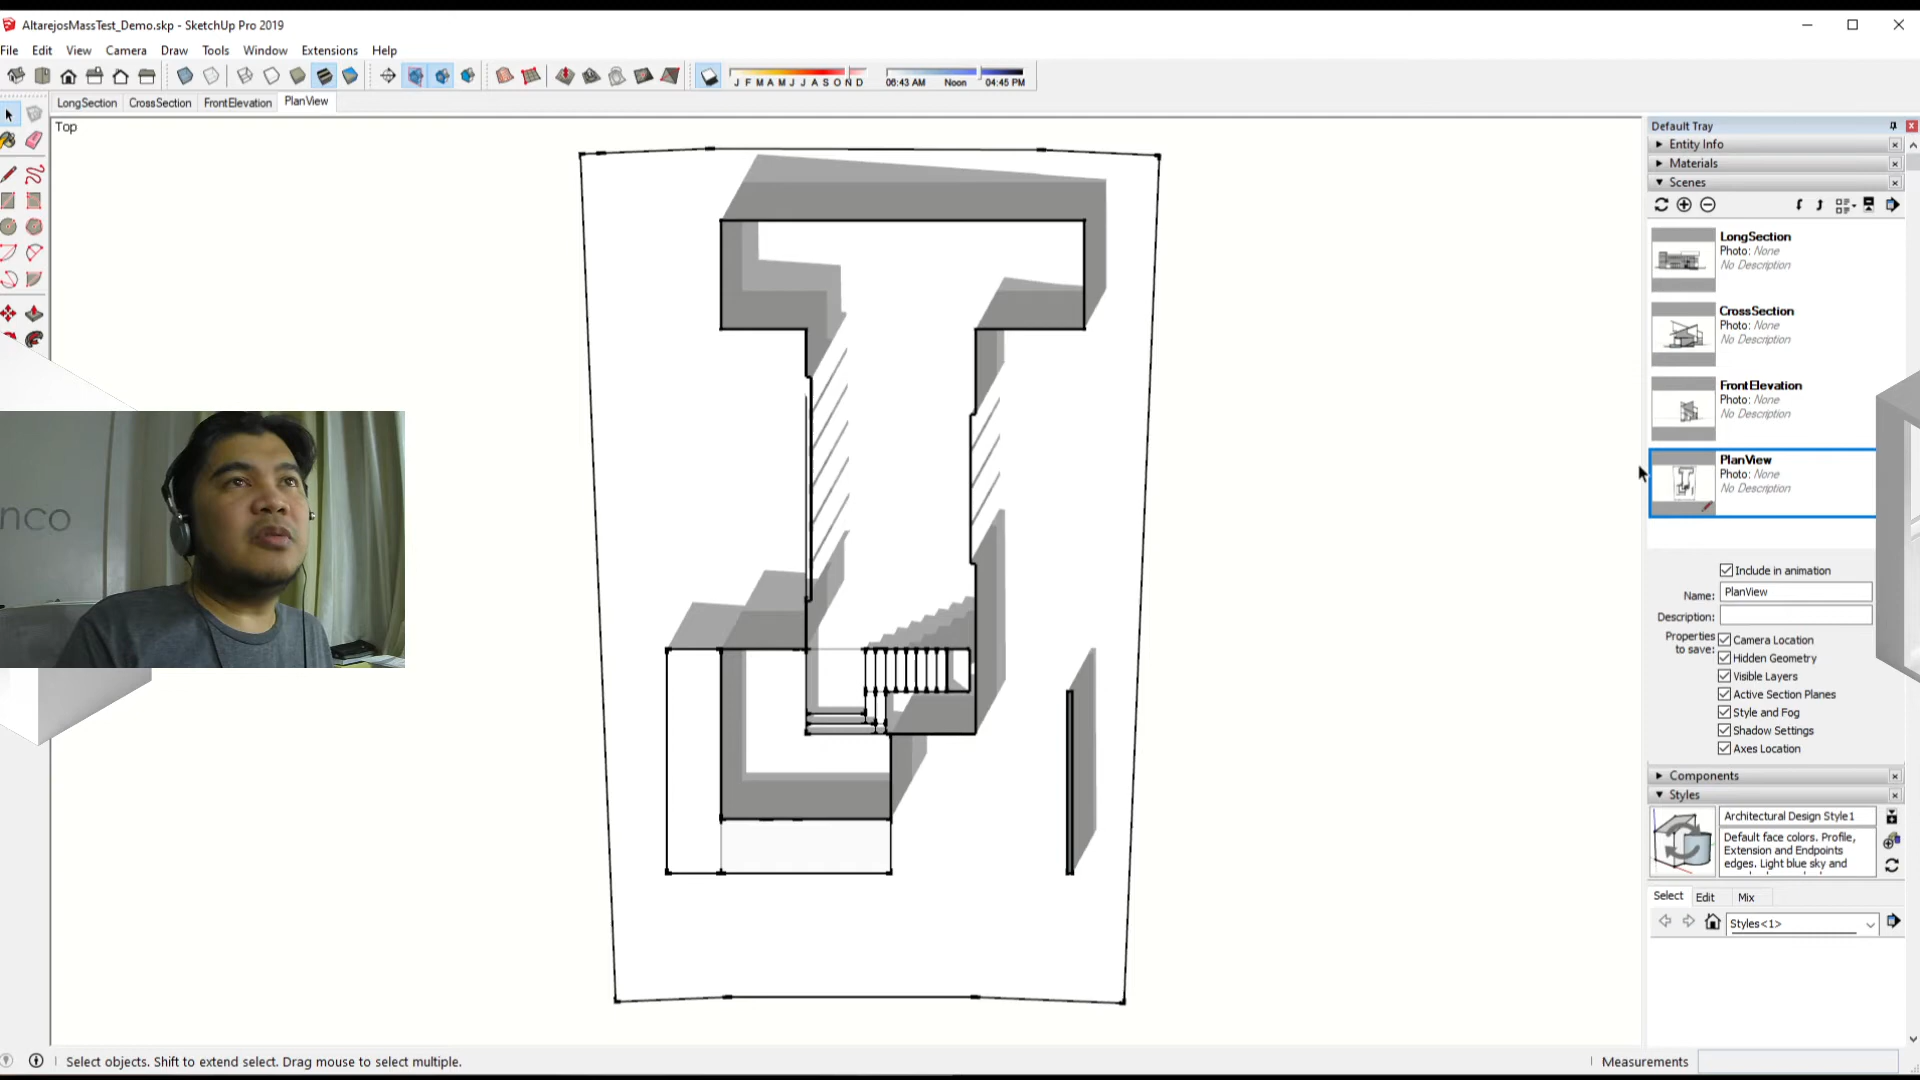 AltarejosMassTest_Demo.skp - SketchUp Pro 2019
File Edit View Camera Draw Tools Window Extensions Help
J F M A M J J A S O N D
06:43 AM Noon 04:45 PM
LongSection CrossSection FrontElevation PlanView
Top
Default Tray
Entity Info
Materials
Scenes
LongSection
Photo: None
No Description
CrossSection
Photo: None
No Description
FrontElevation
Photo: None
No Description
PlanView
Photo: None
No Description
nco
Include in animation
Name: PlanView
Description:
Properties to save:
Camera Location
Hidden Geometry
Visible Layers
Active Section Planes
Style and Fog
Shadow Settings
Axes Location
Components
Styles
Architectural Design Style1
Default face colors. Profile,
Extension and Endpoints
edges. Light blue sky and
Select Edit Mix
Styles<1>
Select objects. Shift to extend select. Drag mouse to select multiple.
Measurements